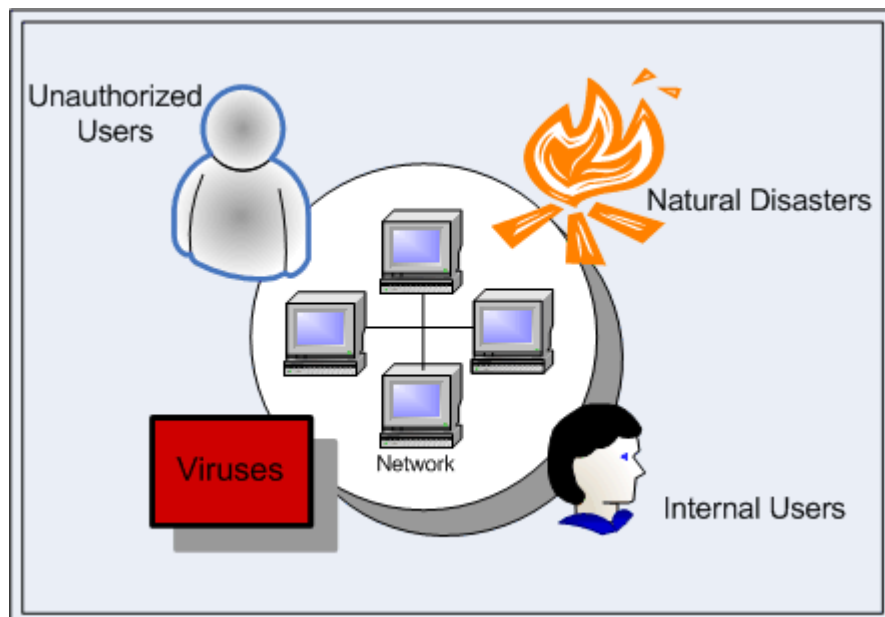 Unauthorized
Users
Natural Disasters
Viruses
Network
Internal Users